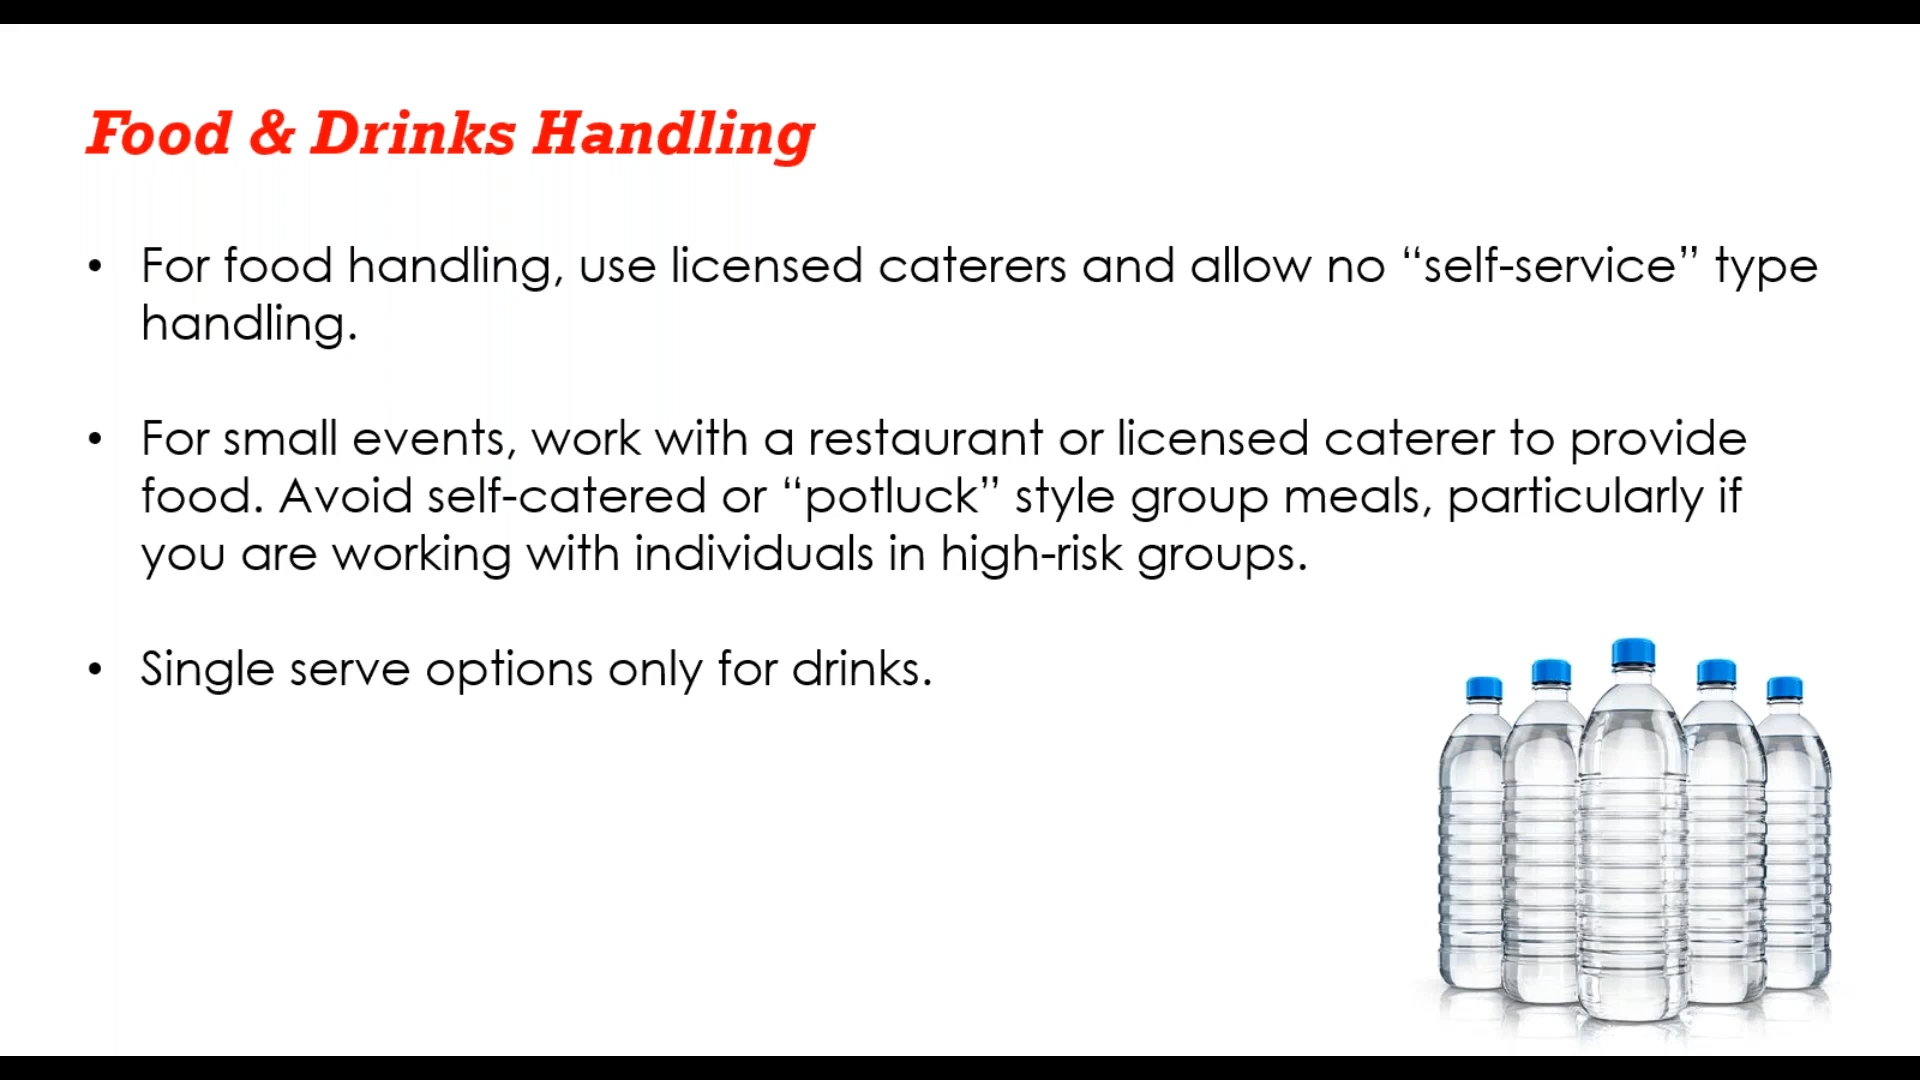 Food & Drinks Handling
• For food handling, use licensed caterers and allow no “self-service” type
handling.
• For small events, work with a restaurant or licensed caterer to provide
food. Avoid self-catered or “potluck” style group meals, particularly if
you are working with individuals in high-risk groups.
• Single serve options only for drinks.